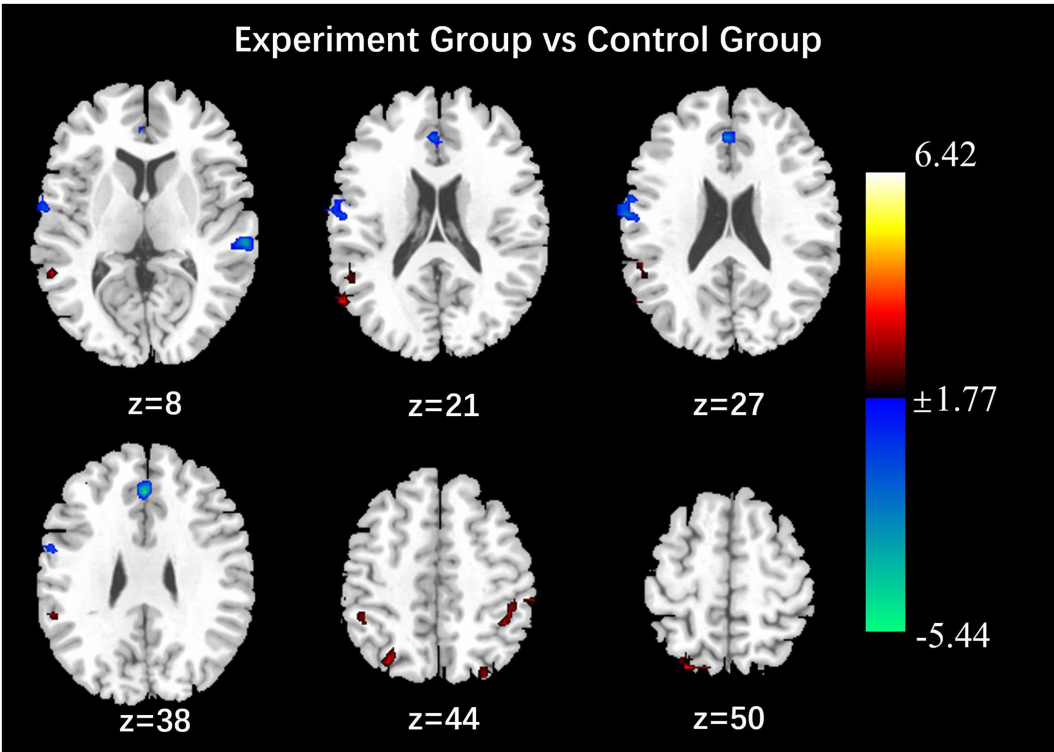 Experiment Group vs Control Group
6.42
±1.77
-5.44
z=8
z=21
z=27
z=38
z=44
z=50